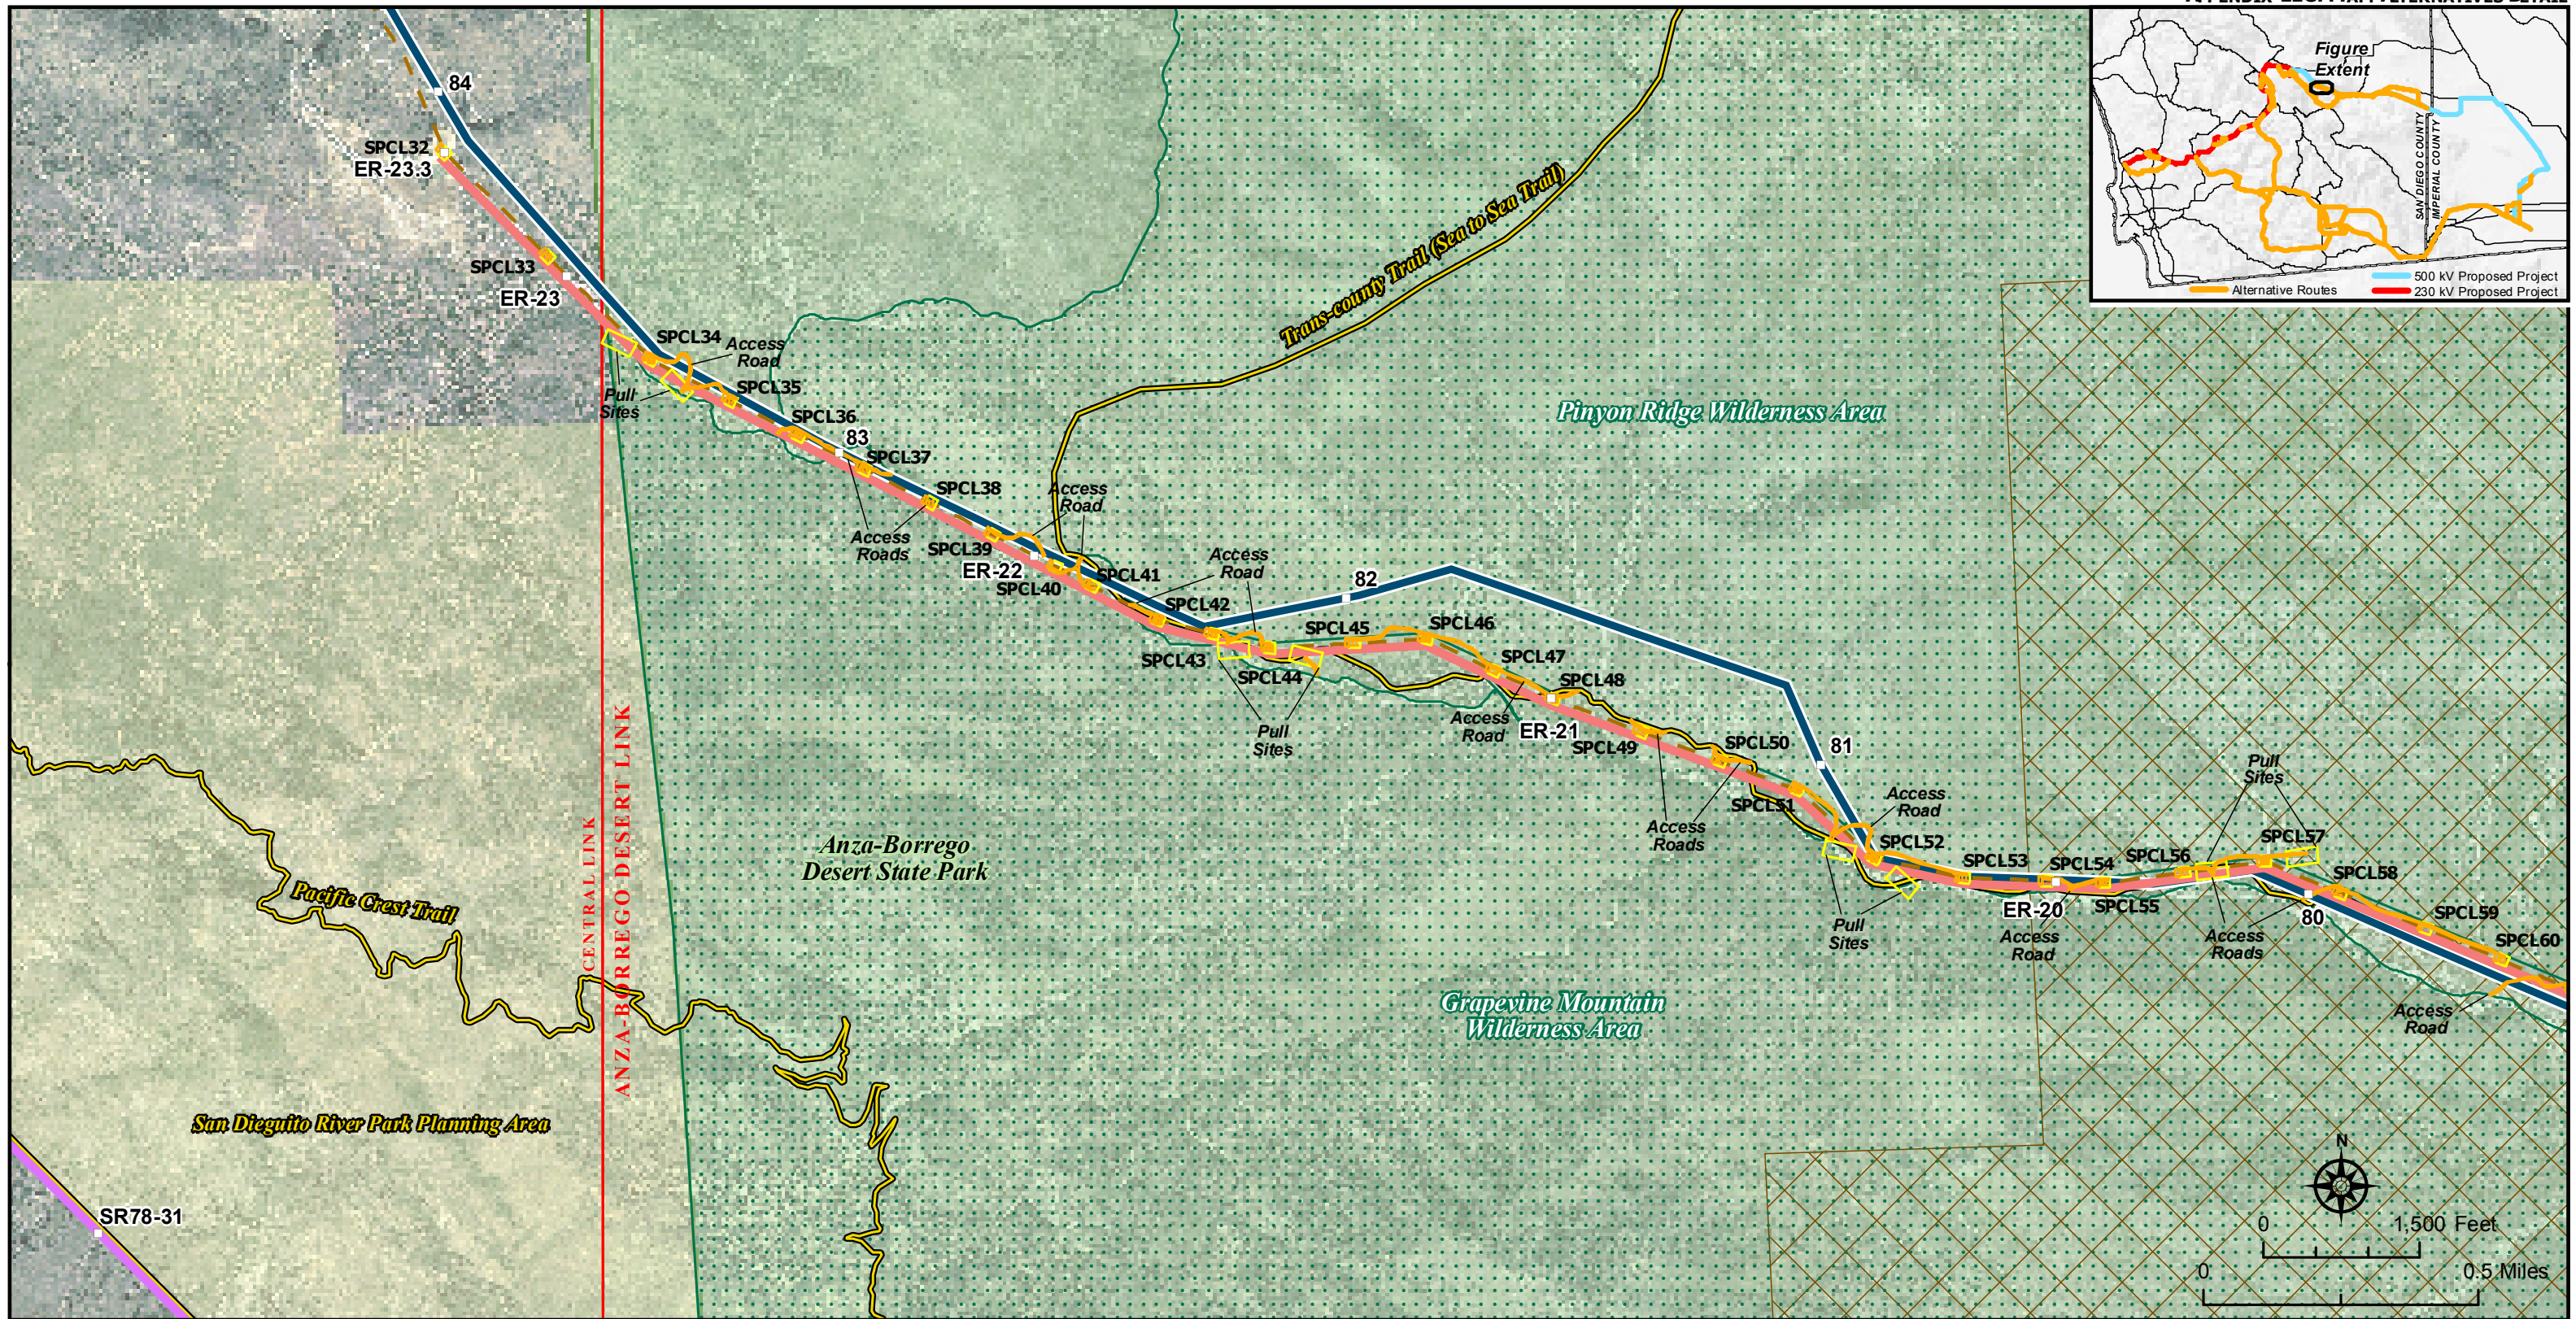 Figure
Extent
SAN DIEGO COUNTY
IMPERIAL COUNTY
500 kV Proposed Project
Alternative Routes
230 kV Proposed Project
84
SPCL32
ER-23.3
SPCL33
ER-23
SPCL34
Access
Road
SPCL35
Pull
Sites
SPCL36
83
SPCL37
SPCL38
Access
Road
Access
Roads
SPCL39
ER-22
SPCL40
SPCL41
Access
Road
SPCL42
82
SPCL43
SPCL44
SPCL45
SPCL46
SPCL47
SPCL48
Pull
Sites
Access
Road
ER-21
SPCL49
SPCL50
81
SPCL51
Access
Roads
Access
Road
SPCL52
SPCL53
SPCL54
SPCL56
Pull
Sites
SPCL57
SPCL58
ER-20
SPCL55
80
SPCL59
SPCL60
Pull
Sites
Access
Road
Access
Roads
Access
Road
Trans-county Trail (Sea to Sea Trail)
Pinyon Ridge Wilderness Area
Anza-Borrego
Desert State Park
Grapevine Mountain
Wilderness Area
CENTRAL LINK
ANZA-BORREGO DESERT LINK
Pacific Crest Trail
San Dieguito River Park Planning Area
SR78-31
N
0 1,500 Feet
0 0.5 Miles